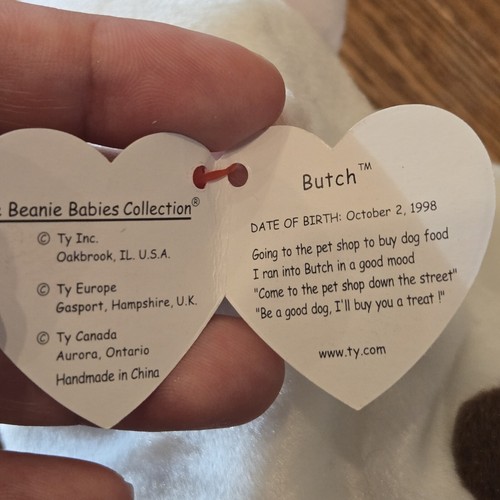 Beanie Babies Collection®
© Ty Inc.
Oakbrook, IL. U.S.A.
© Ty Europe
Gasport, Hampshire, U.K.
© Ty Canada
Aurora, Ontario
Handmade in China
Butch™
DATE OF BIRTH: October 2, 1998
Going to the pet shop to buy dog food
I ran into Butch in a good mood
"Come to the pet shop down the street"
"Be a good dog, I'll buy you a treat !"
www.ty.com